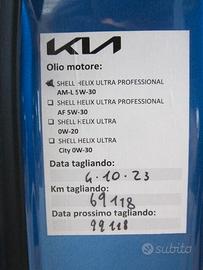 KIA
Olio motore:
SHELL HELIX ULTRA PROFESSIONAL
AM-L 5W-30
SHELL HELIX ULTRA PROFESSIONAL
AF 5W-30
SHELL HELIX ULTRA
0W-20
SHELL HELIX ULTRA
City 0W-30
Data tagliando:
4.10.23
Km tagliando:
69118
Data prossimo tagliando:
99118
subito